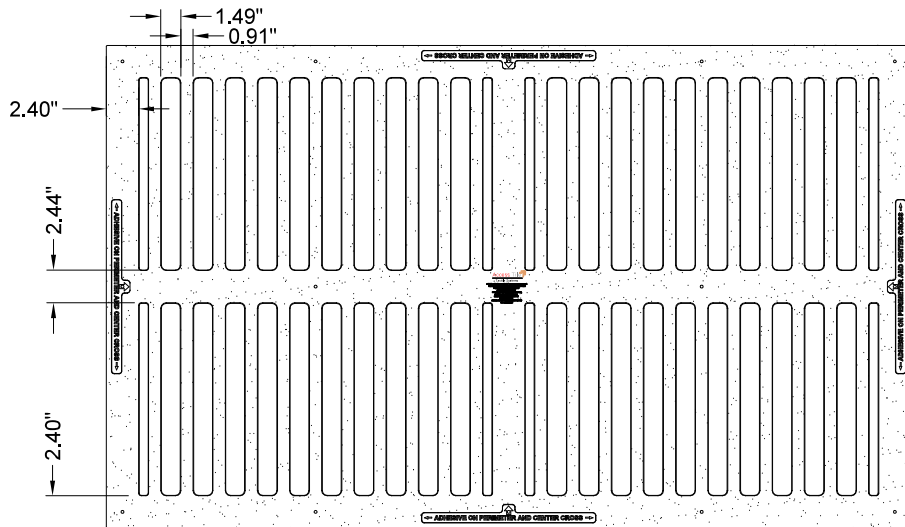 1.49"
0.91"
ADHESIVE ON PERIMETER AND CENTER CROSS
2.40"
2.44"
ADHESIVE ON PERIMETER AND CENTER CROSS
ADHESIVE ON PERIMETER AND CENTER CROSS
2.40"
ADHESIVE ON PERIMETER AND CENTER CROSS